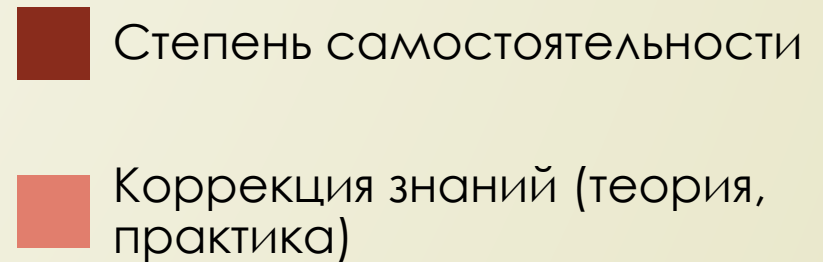 Степень самостоятельности
Коррекция знаний (теория,
практика)